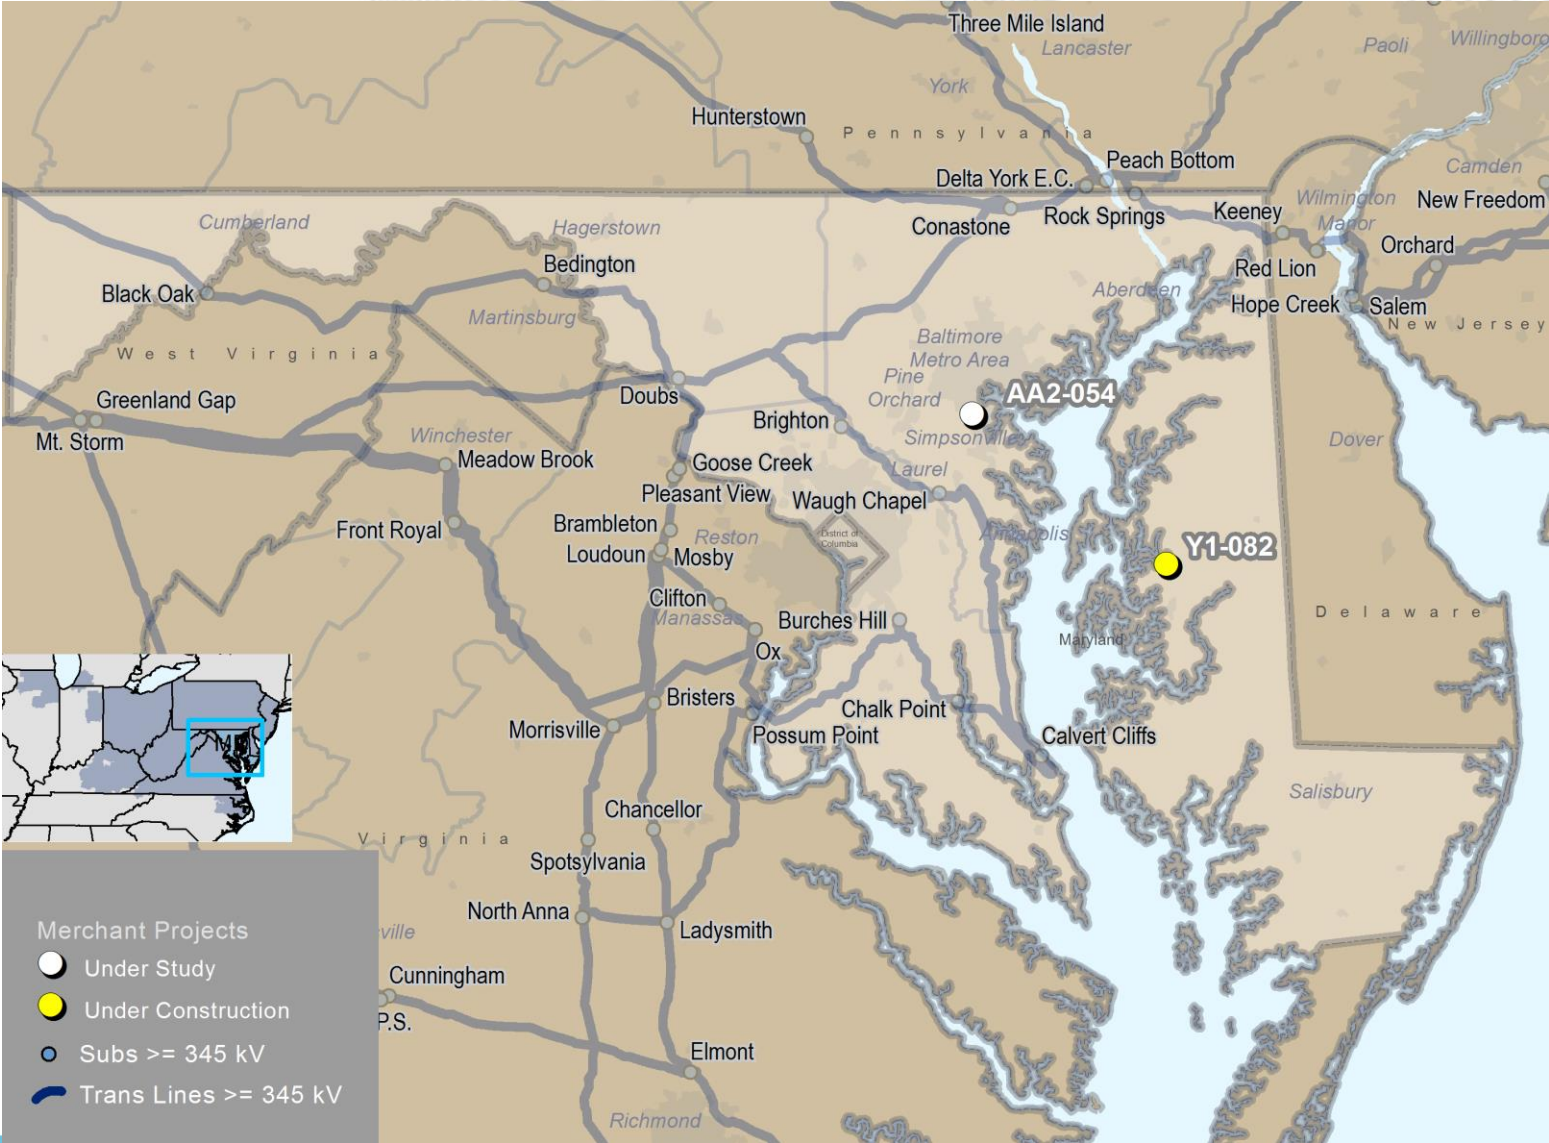 Three Mile Island
Lancaster
Paoli
Willingboro
York
Hunterstown
Pennsylvania
Peach Bottom
Camden
Delta York E.C.
New Freedom
Rock Springs
Keeney
Wilmington
Manor
Conastone
Cumberland
Hagerstown
Orchard
Bedington
Red Lion
Black Oak
Aberdeen
Hope Creek
Salem
Martinsburg
New Jersey
Baltimore
Metro Area
West Virginia
Pine
Orchard
AA2-054
Doubs
Greenland Gap
Brighton
Mt. Storm
Winchester
Simpsonville
Dover
Meadow Brook
Goose Creek
Laurel
Pleasant View
Waugh Chapel
Front Royal
Brambleton
Reston
District of
Columbia
Annapolis
Y1-082
Loudoun
Mosby
Clifton
Manassas
Burches Hill
Delaware
Maryland
Ox
Bristers
Chalk Point
Morrisville
Possum Point
Calvert Cliffs
Salisbury
Chancellor
Virginia
Spotsylvania
North Anna
Ladysmith
ville
Cunningham
P.S.
Elmont
Richmond
Merchant Projects
Under Study
Under Construction
Subs >= 345 kV
Trans Lines >= 345 kV